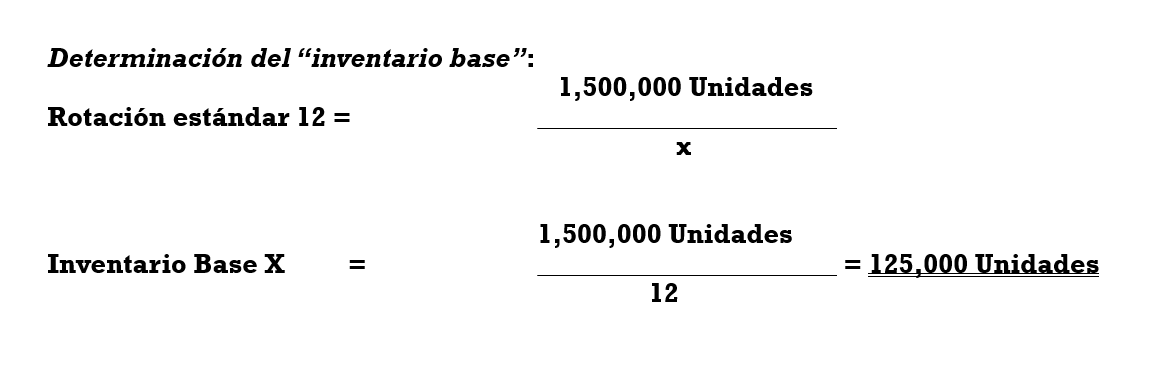 Determinación del “inventario base”:
1,500,000 Unidades
Rotación estándar 12 =
x
1,500,000 Unidades
Inventario Base X = = 125,000 Unidades
12